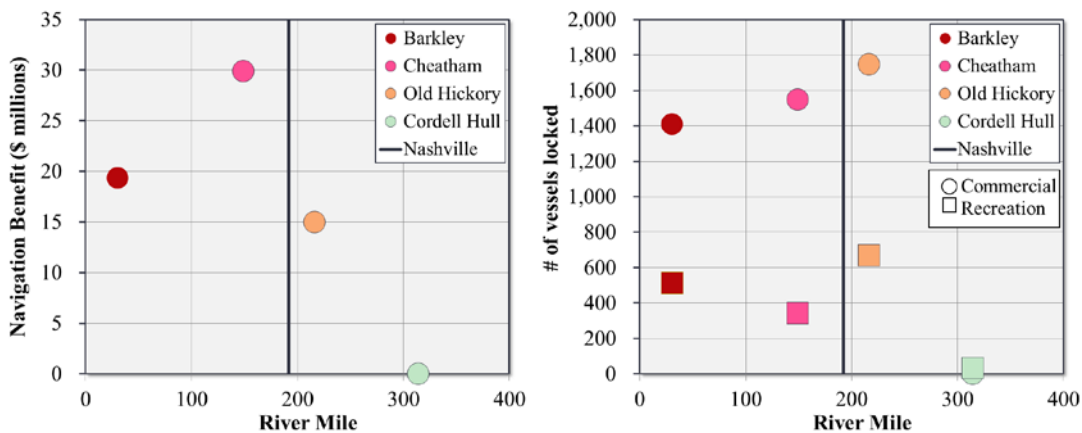 Navigation Benefit ($ millions)
35
30
25
20
15
10
5
0
0 100 200 300 400
River Mile
Barkley
Cheatham
Old Hickory
Cordell Hull
Nashville
# of vessels locked
2,000
1,800
1,600
1,400
1,200
1,000
800
600
400
200
0
0 100 200 300 400
River Mile
Barkley
Cheatham
Old Hickory
Cordell Hull
Nashville
Commercial
Recreation